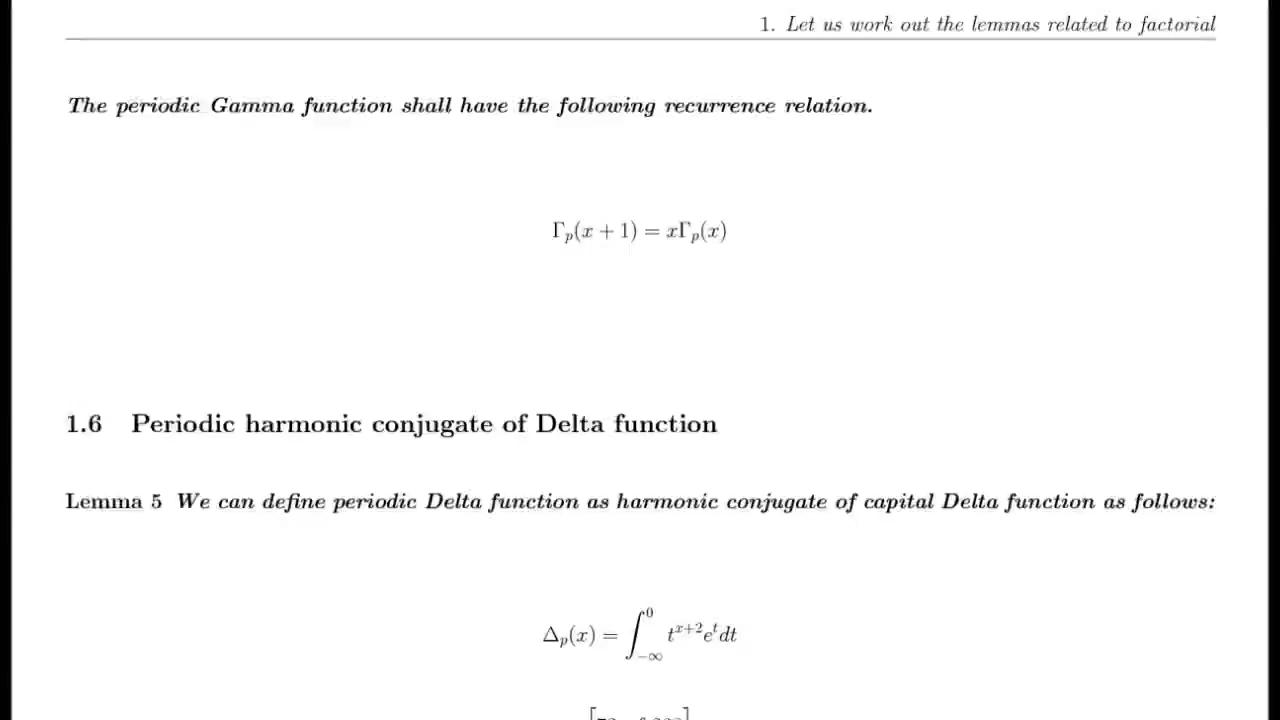 1. Let us work out the lemmas related to factorial
The periodic Gamma function shall have the following recurrence relation.
Γₚ(x + 1) = xΓₚ(x)
1.6 Periodic harmonic conjugate of Delta function
Lemma 5 We can define periodic Delta function as harmonic conjugate of capital Delta function as follows:
Δₚ(x) = ∫_{-∞}^{0} t^{x+2}e^{t}dt